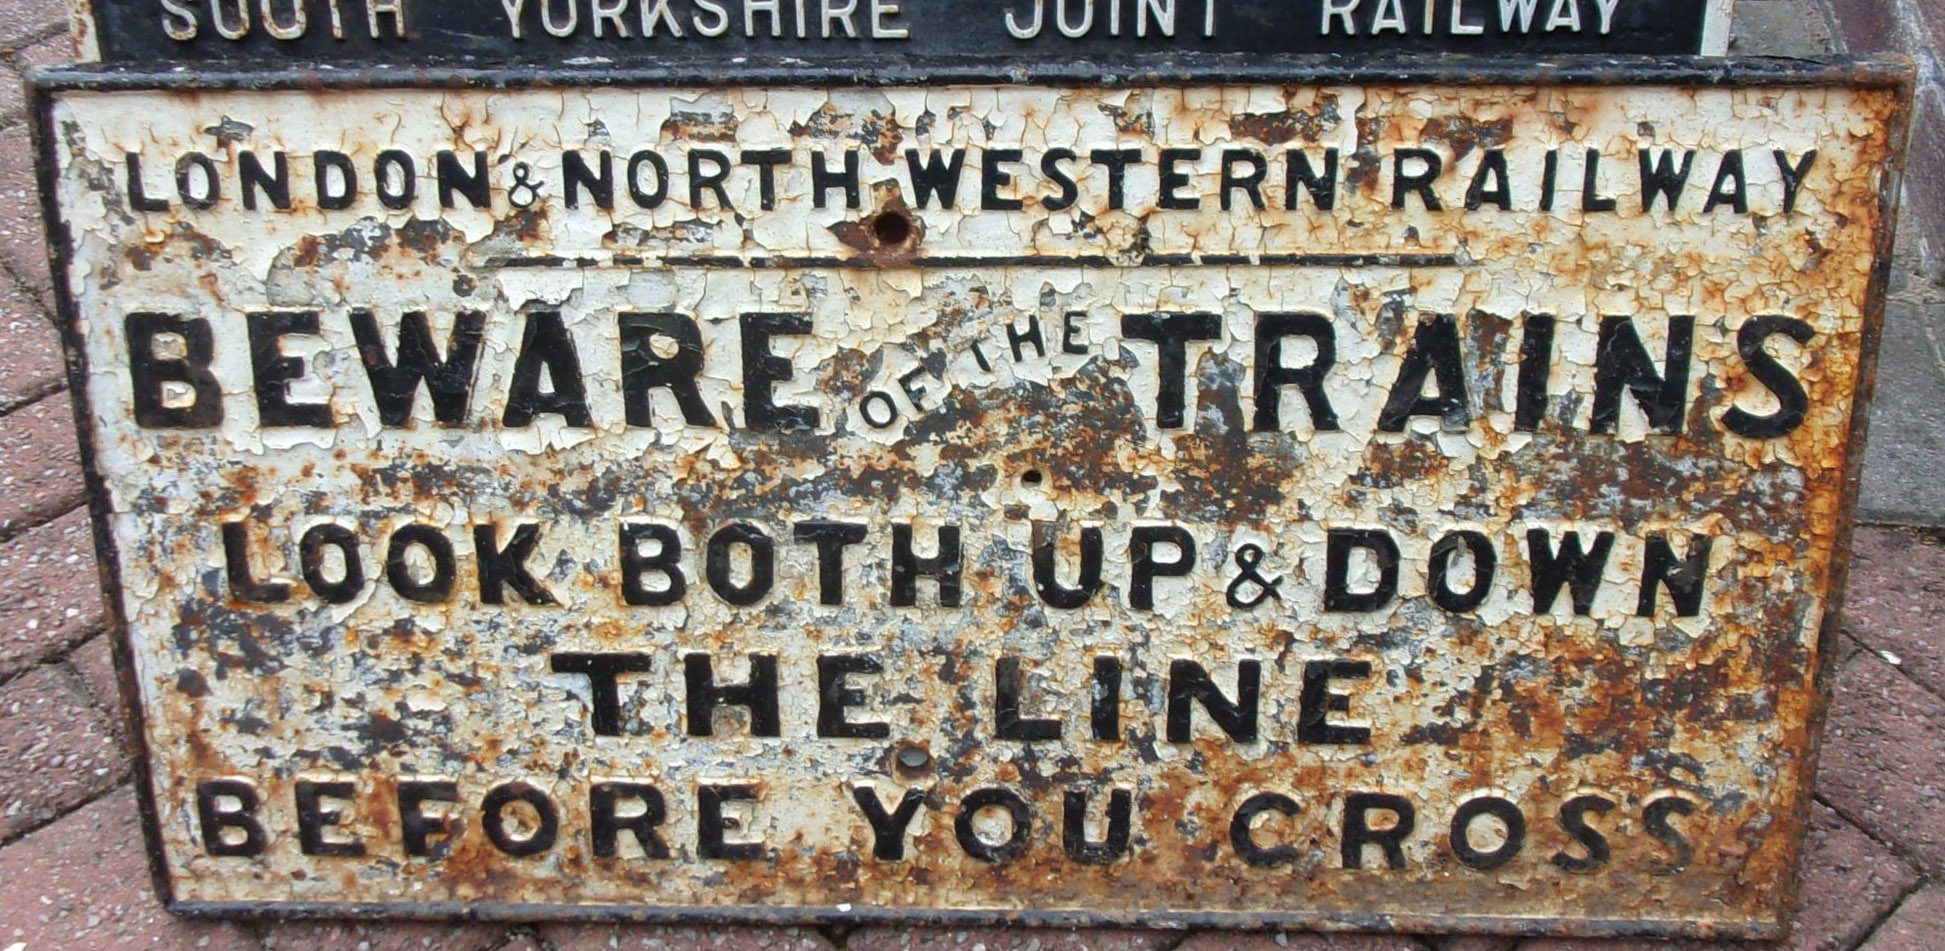 SOUTH YORKSHIRE JOINT RAILWAY
LONDON & NORTH WESTERN RAILWAY
BEWARE OF THE TRAINS
LOOK BOTH UP & DOWN
THE LINE
BEFORE YOU CROSS